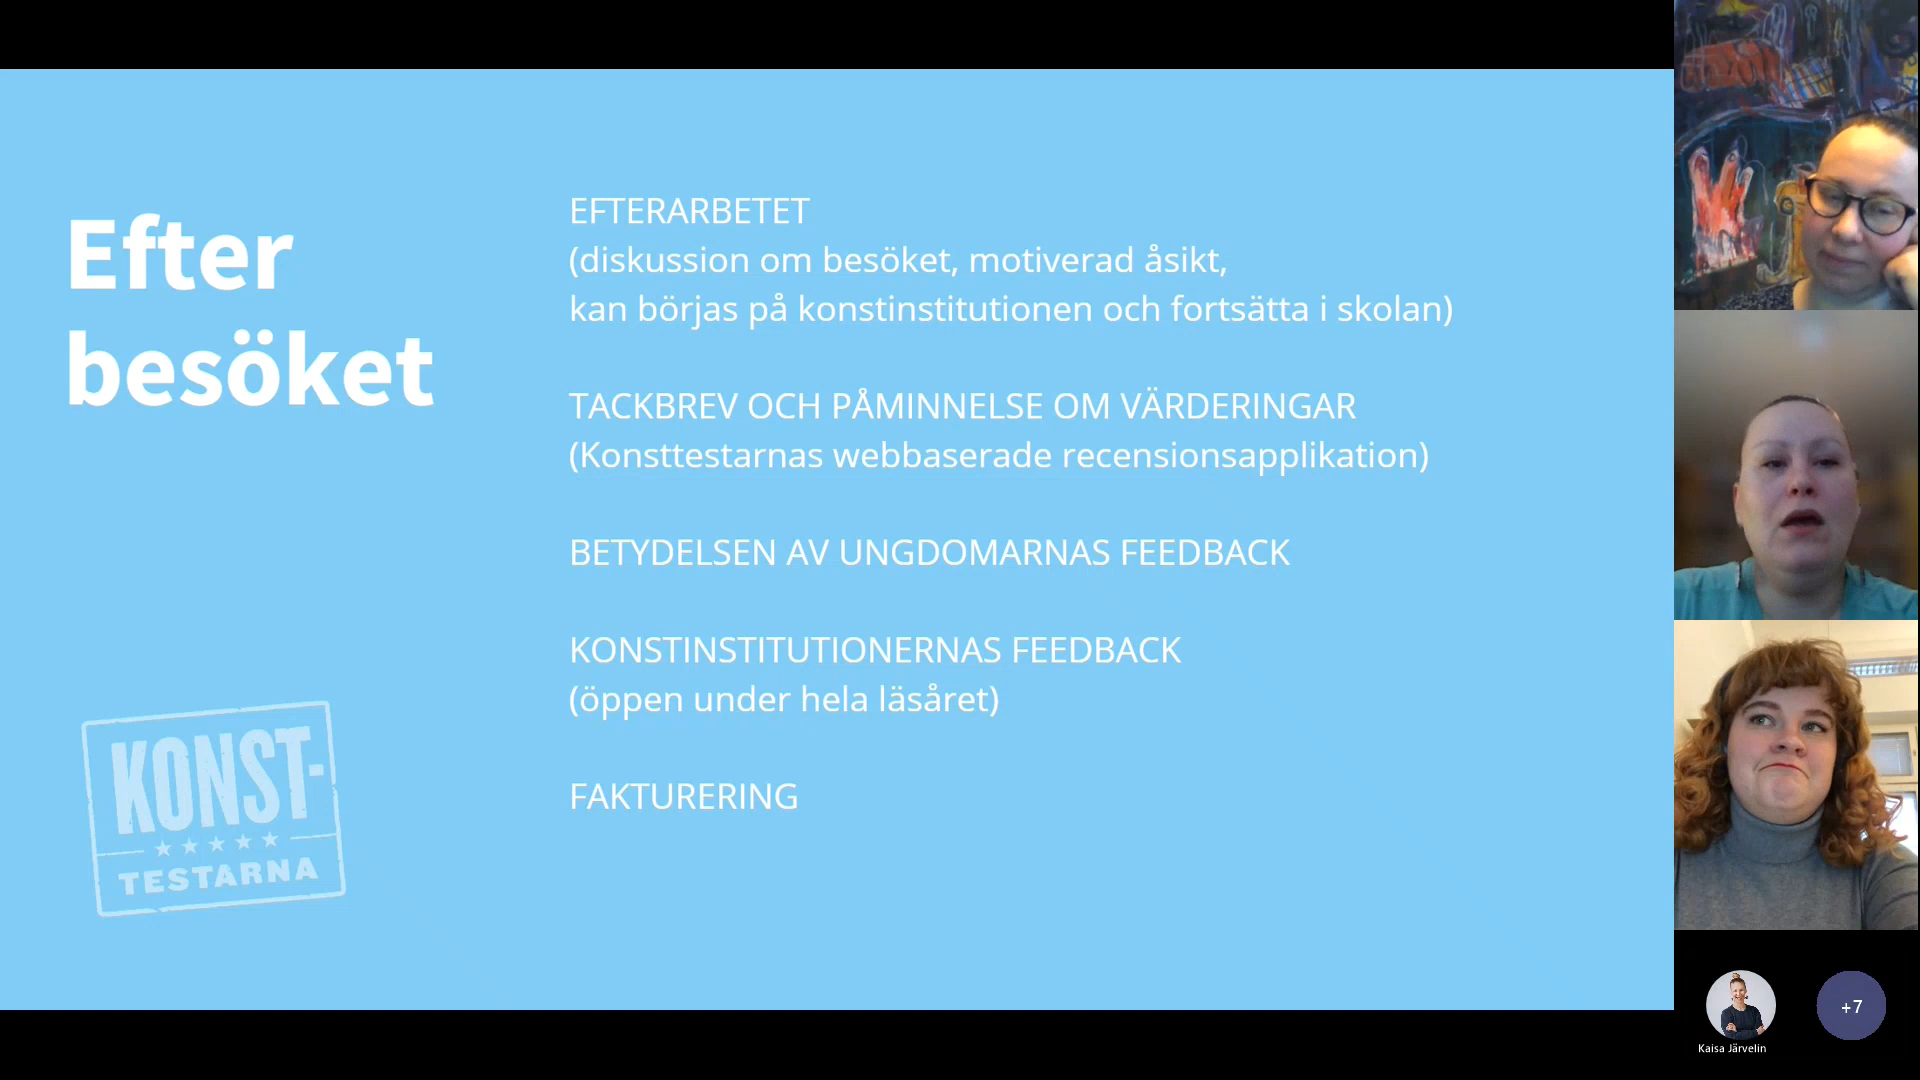 Efter
besöket
EFTERARBETET
(diskussion om besöket, motiverad åsikt,
kan börjas på konstinstitutionen och fortsätta i skolan)
TACKBREV OCH PÅMINNELSE OM VÄRDERINGAR
(Konsttestarnas webbaserade recensionsapplikation)
BETYDELSEN AV UNGDOMARNAS FEEDBACK
KONSTINSTITUTIONERNAS FEEDBACK
(öppen under hela läsåret)
FAKTURERING
KONST-
TESTARNA
+7
Kaisa Järvelin